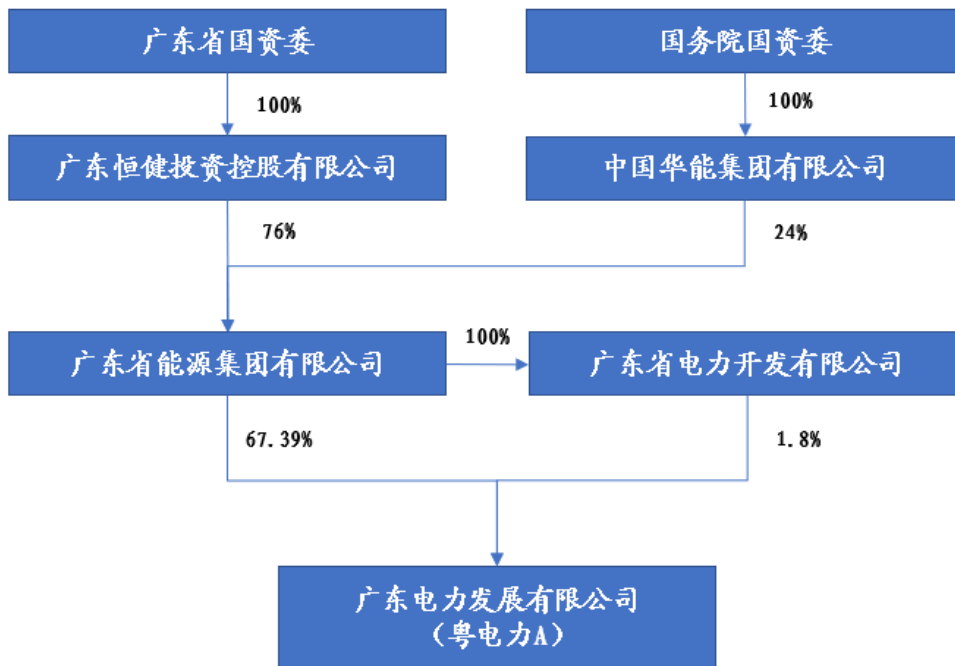 广东省国资委
国务院国资委
100%
100%
广东恒健投资控股有限公司
中国华能集团有限公司
76%
24%
广东省能源集团有限公司
100%
广东省电力开发有限公司
67.39%
1.8%
广东电力发展有限公司
（粤电力A）